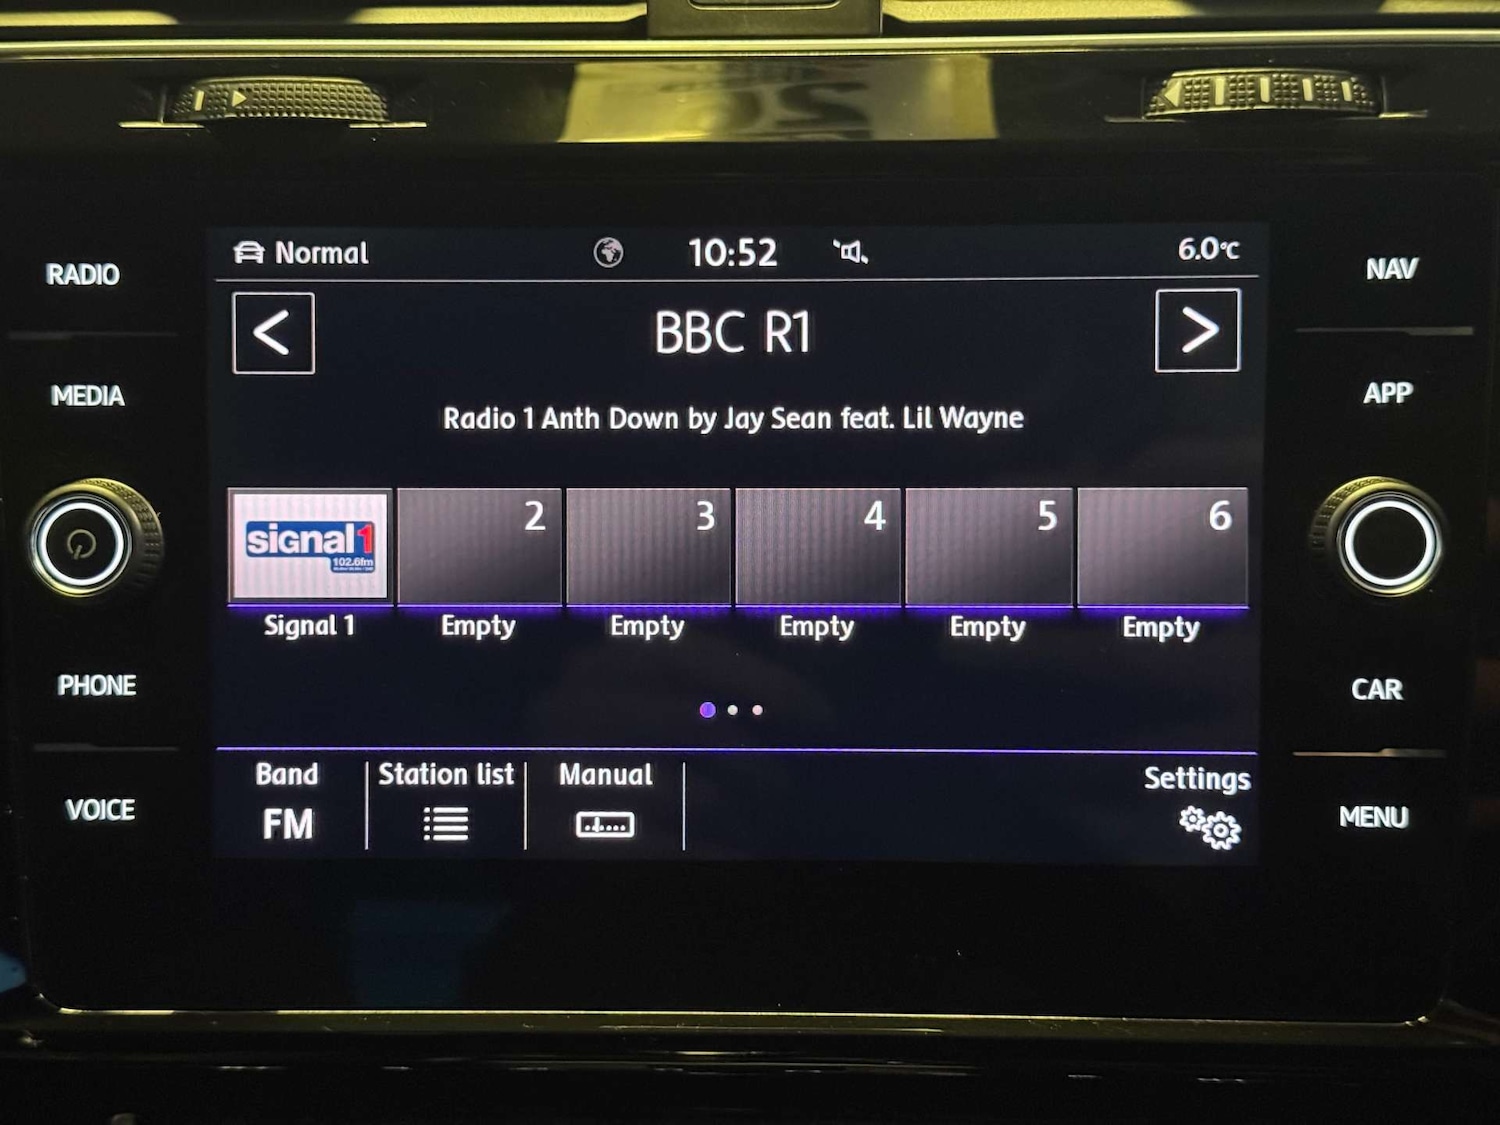 RADIO
MEDIA
PHONE
VOICE
Normal
10:52
6.0°C
<
BBC R1
>
Radio 1 Anth Down by Jay Sean feat. Lil Wayne
signal1
102.6fm
2
3
4
5
6
Signal 1
Empty
Empty
Empty
Empty
Empty
Band
FM
Station list
Manual
Settings
NAV
APP
CAR
MENU